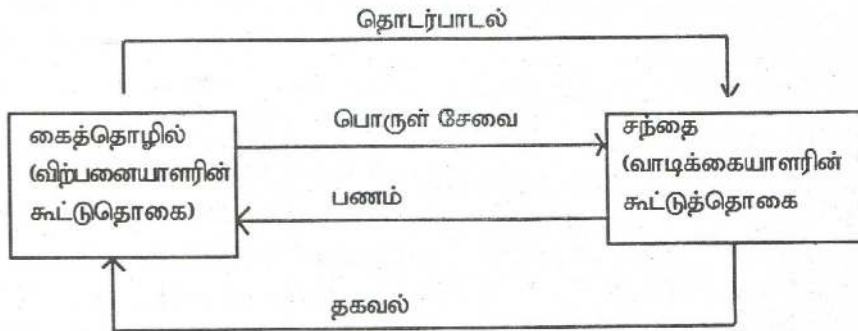 தொடர்பாடல்
கைத்தொழில்
(விற்பனையாளரின்
கூட்டுதொகை)
பொருள் சேவை
பணம்
சந்தை
(வாடிக்கையாளரின்
கூட்டுத்தொகை
தகவல்